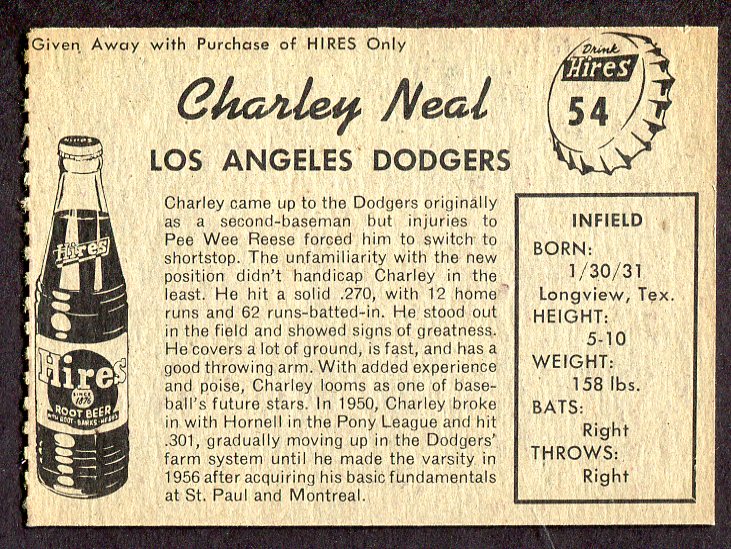 Given Away with Purchase of HIRES Only
Drink
Hires
54
Charley Neal
LOS ANGELES DODGERS
Charley came up to the Dodgers originally
as a second-baseman but injuries to
Pee Wee Reese forced him to switch to
shortstop. The unfamiliarity with the new
position didn't handicap Charley in the
least. He hit a solid .270, with 12 home
runs and 62 runs-batted-in. He stood out
in the field and showed signs of greatness.
He covers a lot of ground, is fast, and has a
good throwing arm. With added experience
and poise, Charley looms as one of base-
ball's future stars. In 1950, Charley broke
in with Hornell in the Pony League and hit
.301, gradually moving up in the Dodgers'
farm system until he made the varsity in
1956 after acquiring his basic fundamentals
at St. Paul and Montreal.
INFIELD
BORN:
1/30/31
Longview, Tex.
HEIGHT:
5-10
WEIGHT:
158 lbs.
BATS:
Right
THROWS:
Right
HIRES
Hires
Hires
SINCE
1876
ROOT BEER
WITH ROOTS · BARKS · HERBS